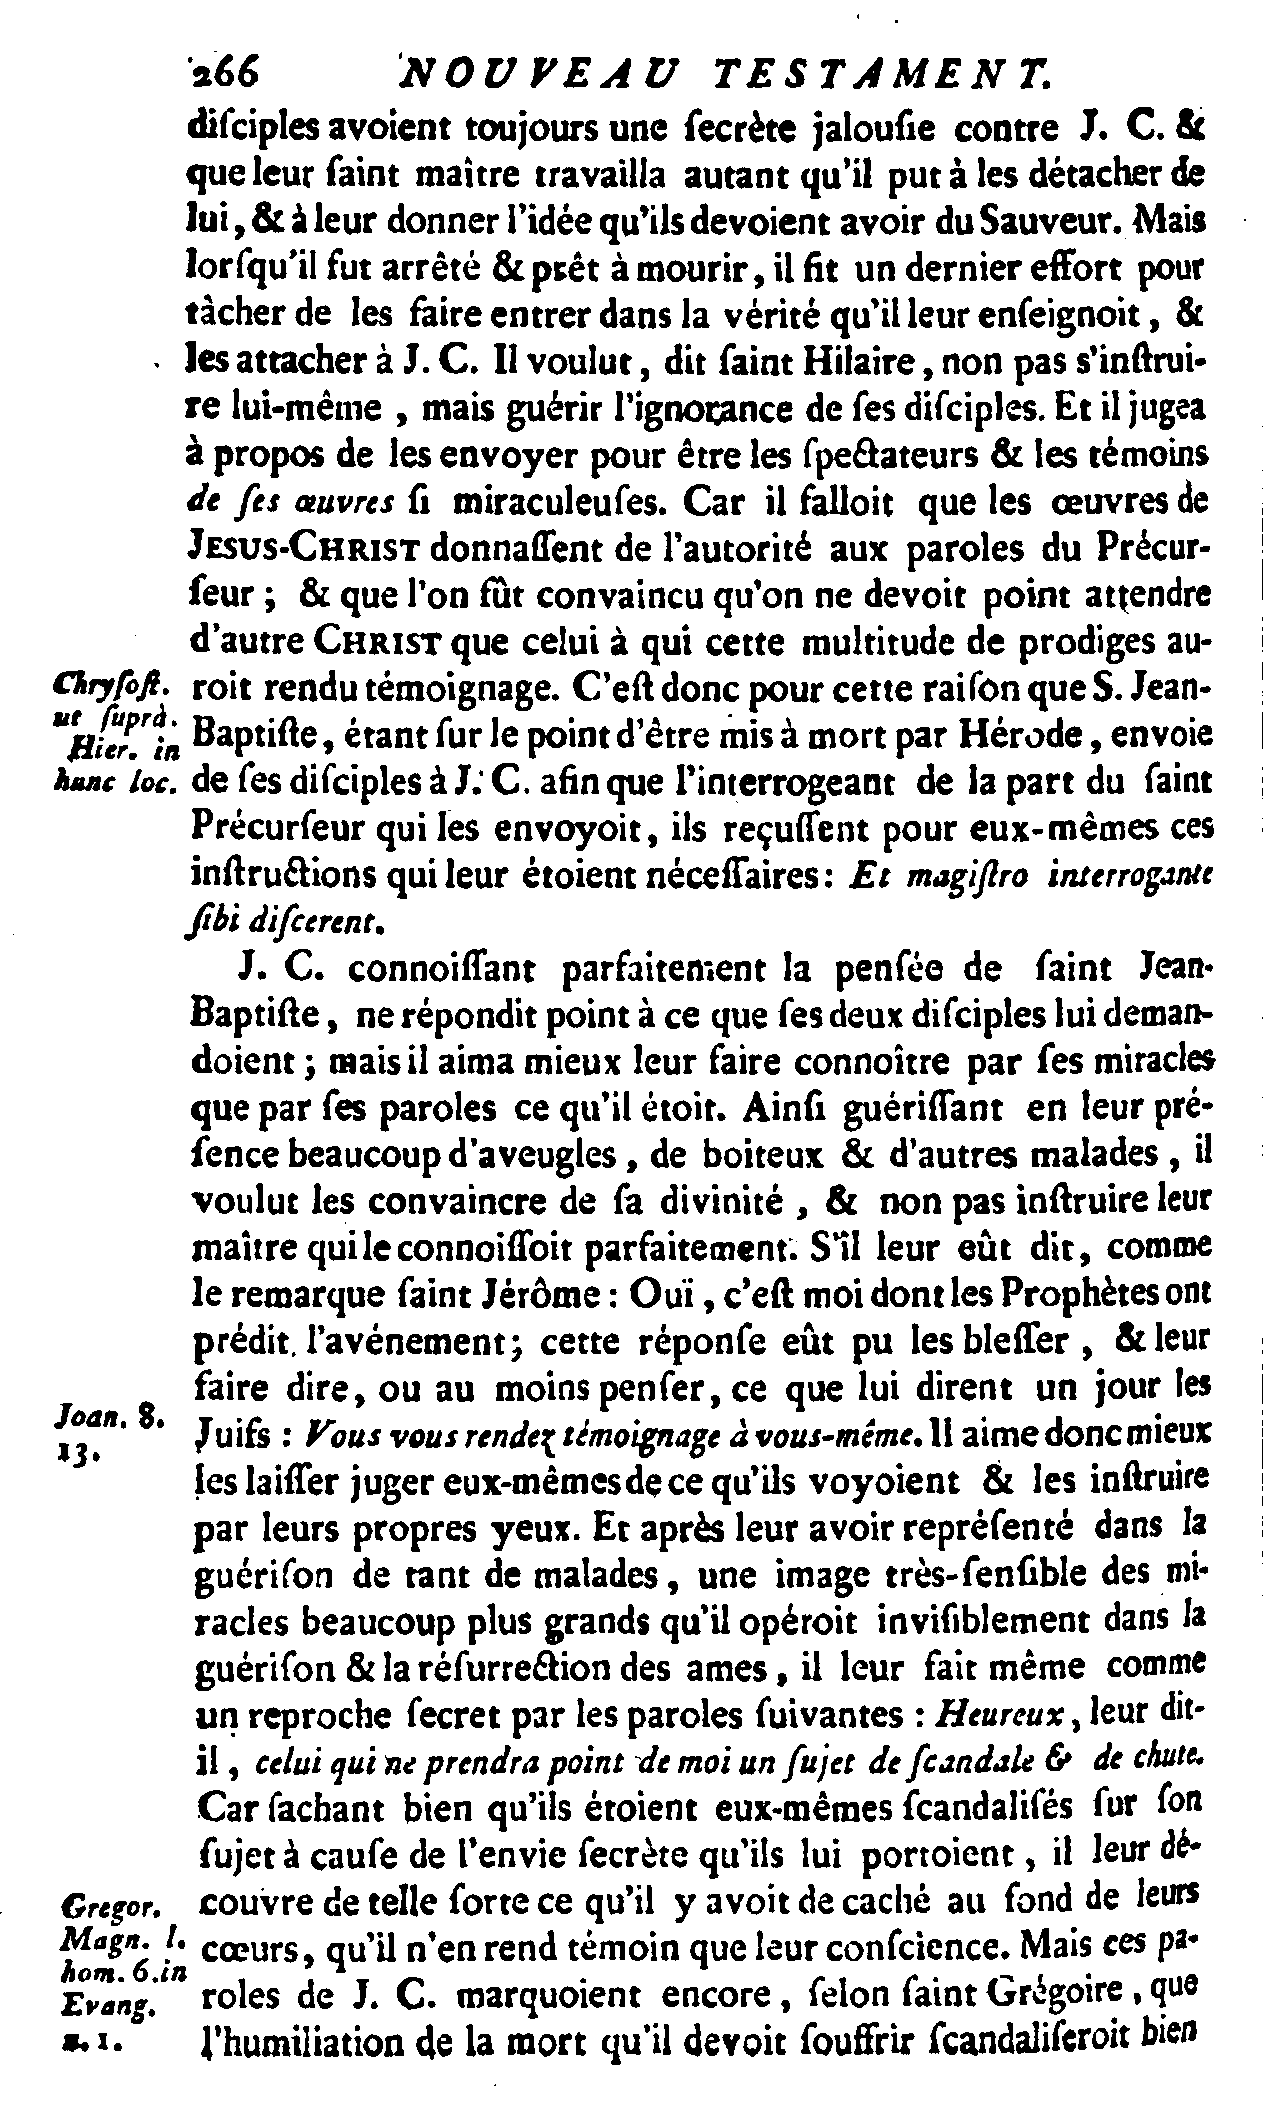 266 NOUVEAU TESTAMENT.
diſciples avoient toujours une ſecrète jalouſie contre J. C. &
que leur ſaint maître travailla autant qu'il put à les détacher de
lui, & à leur donner l'idée qu'ils devoient avoir du Sauveur. Mais
lorſqu'il fut arrêté & prêt à mourir, il fit un dernier effort pour
tâcher de les faire entrer dans la vérité qu'il leur enſeignoit, &
les attacher à J. C. Il voulut, dit ſaint Hilaire, non pas s'inſtrui-
re lui-même, mais guérir l'ignorance de ſes diſciples. Et il jugea
à propos de les envoyer pour être les ſpectateurs & les témoins
de ſes œuvres ſi miraculeuſes. Car il falloit que les œuvres de
JESUS-CHRIST donnaſſent de l'autorité aux paroles du Précur-
ſeur ; & que l'on fût convaincu qu'on ne devoit point attendre
d'autre CHRIST que celui à qui cette multitude de prodiges au-
Chryſoſt. roit rendu témoignage. C'eſt donc pour cette raiſon que S. Jean-
ut ſuprà.
Hier. in Baptiſte, étant ſur le point d'être mis à mort par Hérode, envoie
hunc loc. de ſes diſciples à J. C. afin que l'interrogeant de la part du ſaint
Précurſeur qui les envoyoit, ils reçuſſent pour eux-mêmes ces
inſtructions qui leur étoient néceſſaires : Et magiſtro interrogante
ſibi diſcerent.
J. C. connoiſſant parfaitement la penſée de ſaint Jean-
Baptiſte, ne répondit point à ce que ſes deux diſciples lui deman-
doient ; mais il aima mieux leur faire connoître par ſes miracles
que par ſes paroles ce qu'il étoit. Ainſi guériſſant en leur pré-
ſence beaucoup d'aveugles, de boiteux & d'autres malades, il
voulut les convaincre de ſa divinité, & non pas inſtruire leur
maître qui le connoiſſoit parfaitement. S'il leur eût dit, comme
le remarque ſaint Jérôme : Ouï, c'eſt moi dont les Prophètes ont
prédit l'avénement ; cette réponſe eût pu les bleſſer, & leur
faire dire, ou au moins penſer, ce que lui dirent un jour les
Joan. 8. Juifs : Vous vous rendez témoignage à vous-même. Il aime donc mieux
13. les laiſſer juger eux-mêmes de ce qu'ils voyoient & les inſtruire
par leurs propres yeux. Et après leur avoir repréſenté dans la
guériſon de tant de malades, une image très-ſenſible des mi-
racles beaucoup plus grands qu'il opéroit inviſiblement dans la
guériſon & la réſurrection des ames, il leur fait même comme
un reproche ſecret par les paroles ſuivantes : Heureux, leur dit-
il, celui qui ne prendra point de moi un ſujet de ſcandale & de chute.
Car ſachant bien qu'ils étoient eux-mêmes ſcandaliſés ſur ſon
ſujet à cauſe de l'envie ſecrète qu'ils lui portoient, il leur dé-
Gregor. couvre de telle ſorte ce qu'il y avoit de caché au fond de leurs
Magn. l. cœurs, qu'il n'en rend témoin que leur conſcience. Mais ces pa-
hom. 6. in
Evang. roles de J. C. marquoient encore, ſelon ſaint Grégoire, que
n. 1. l'humiliation de la mort qu'il devoit ſouffrir ſcandaliſeroit bien